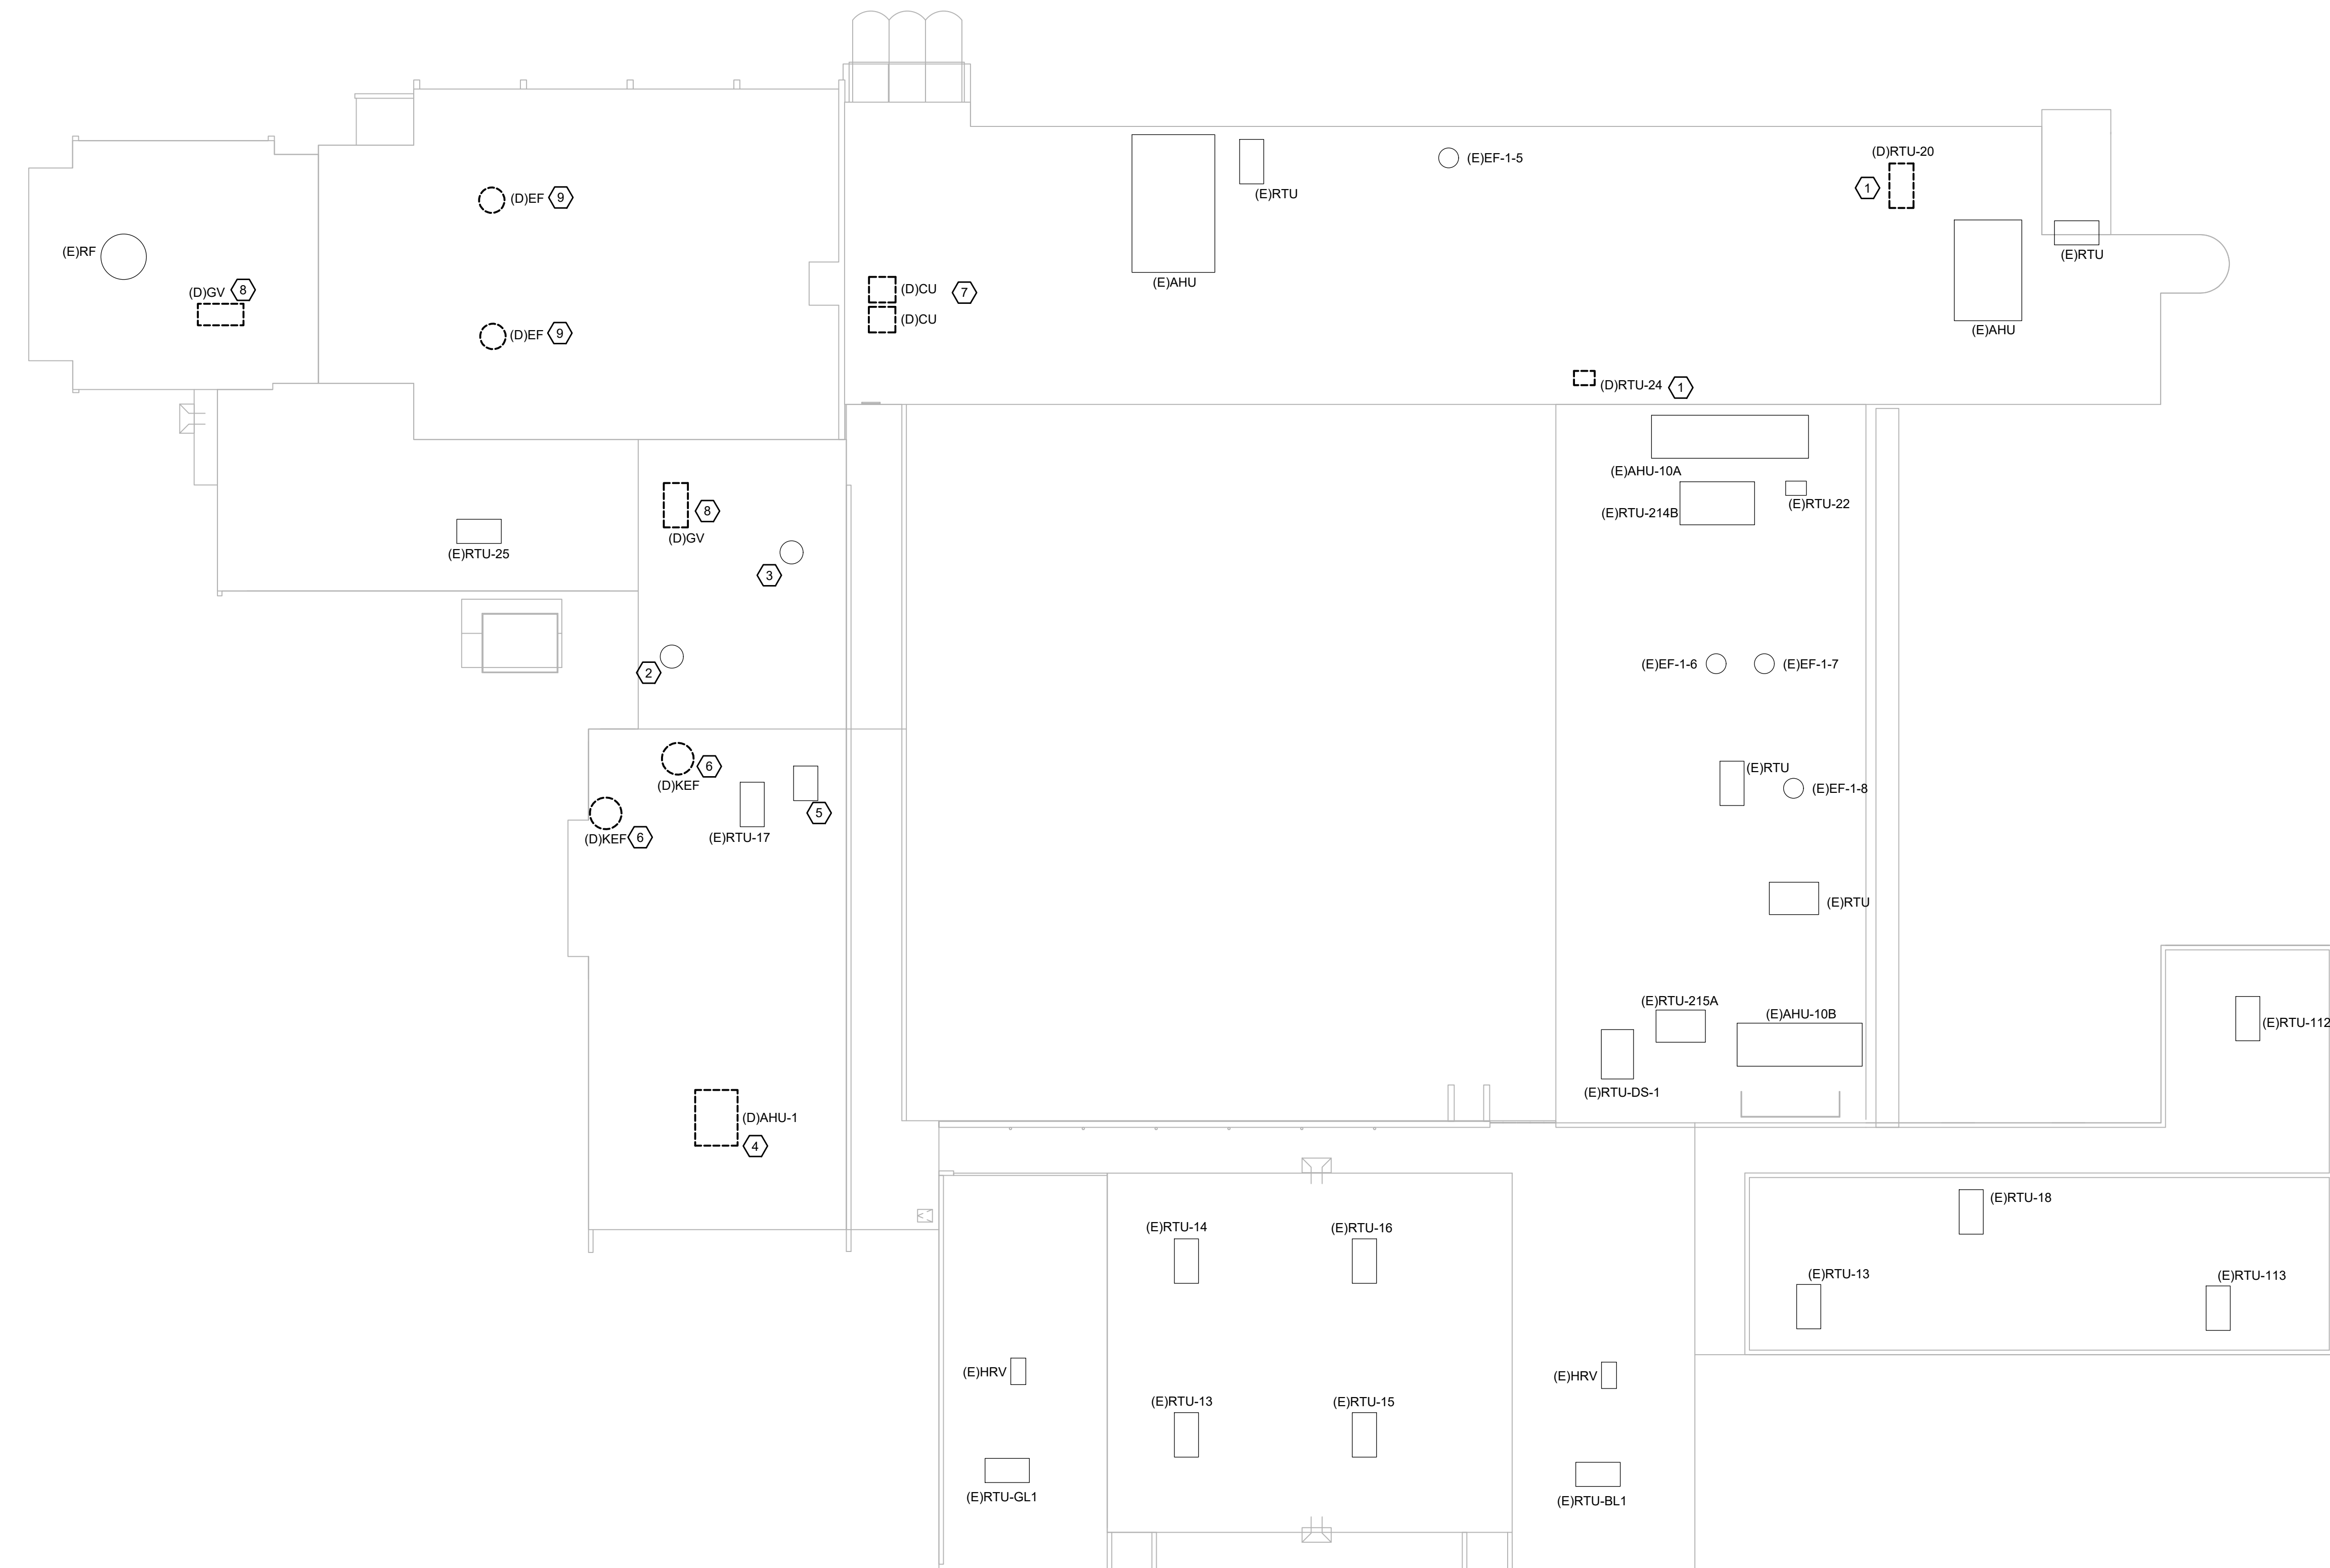 (E)EF-1-5
(D)RTU-20
1
(E)RTU
(D)EF
9
(E)RF
(E)RTU
(D)GV
8
(D)CU
7
(D)CU
(E)AHU
(D)EF
9
(E)AHU
(D)RTU-24
1
(E)AHU-10A
(E)RTU-22
8
(E)RTU-214B
(D)GV
(E)RTU-25
3
2
(E)EF-1-6
(E)EF-1-7
6
(E)RTU
(D)KEF
(E)EF-1-8
5
(D)KEF
6
(E)RTU-17
(E)RTU
(E)RTU-215A
(E)AHU-10B
(E)RTU-112
(E)RTU-DS-1
(D)AHU-1
4
(E)RTU-18
(E)RTU-14
(E)RTU-16
(E)RTU-13
(E)RTU-113
(E)HRV
(E)HRV
(E)RTU-13
(E)RTU-15
(E)RTU-GL1
(E)RTU-BL1